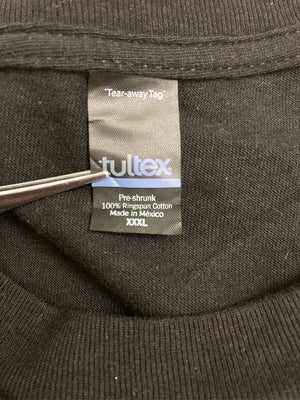 "Tear-away Tag"
tultex
Pre-shrunk
100% Ringspun Cotton
Made in México
XXXL